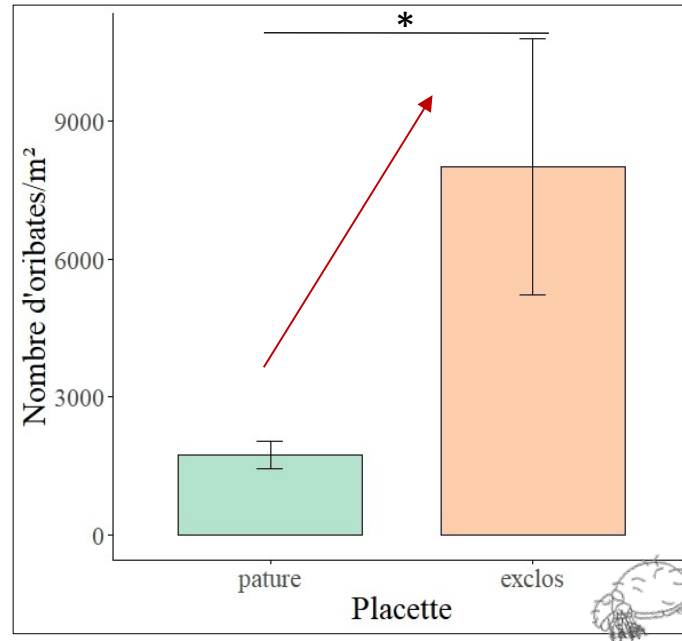 *
Nombre d'oribates/m²
9000
6000
3000
0
pature exclos
Placette